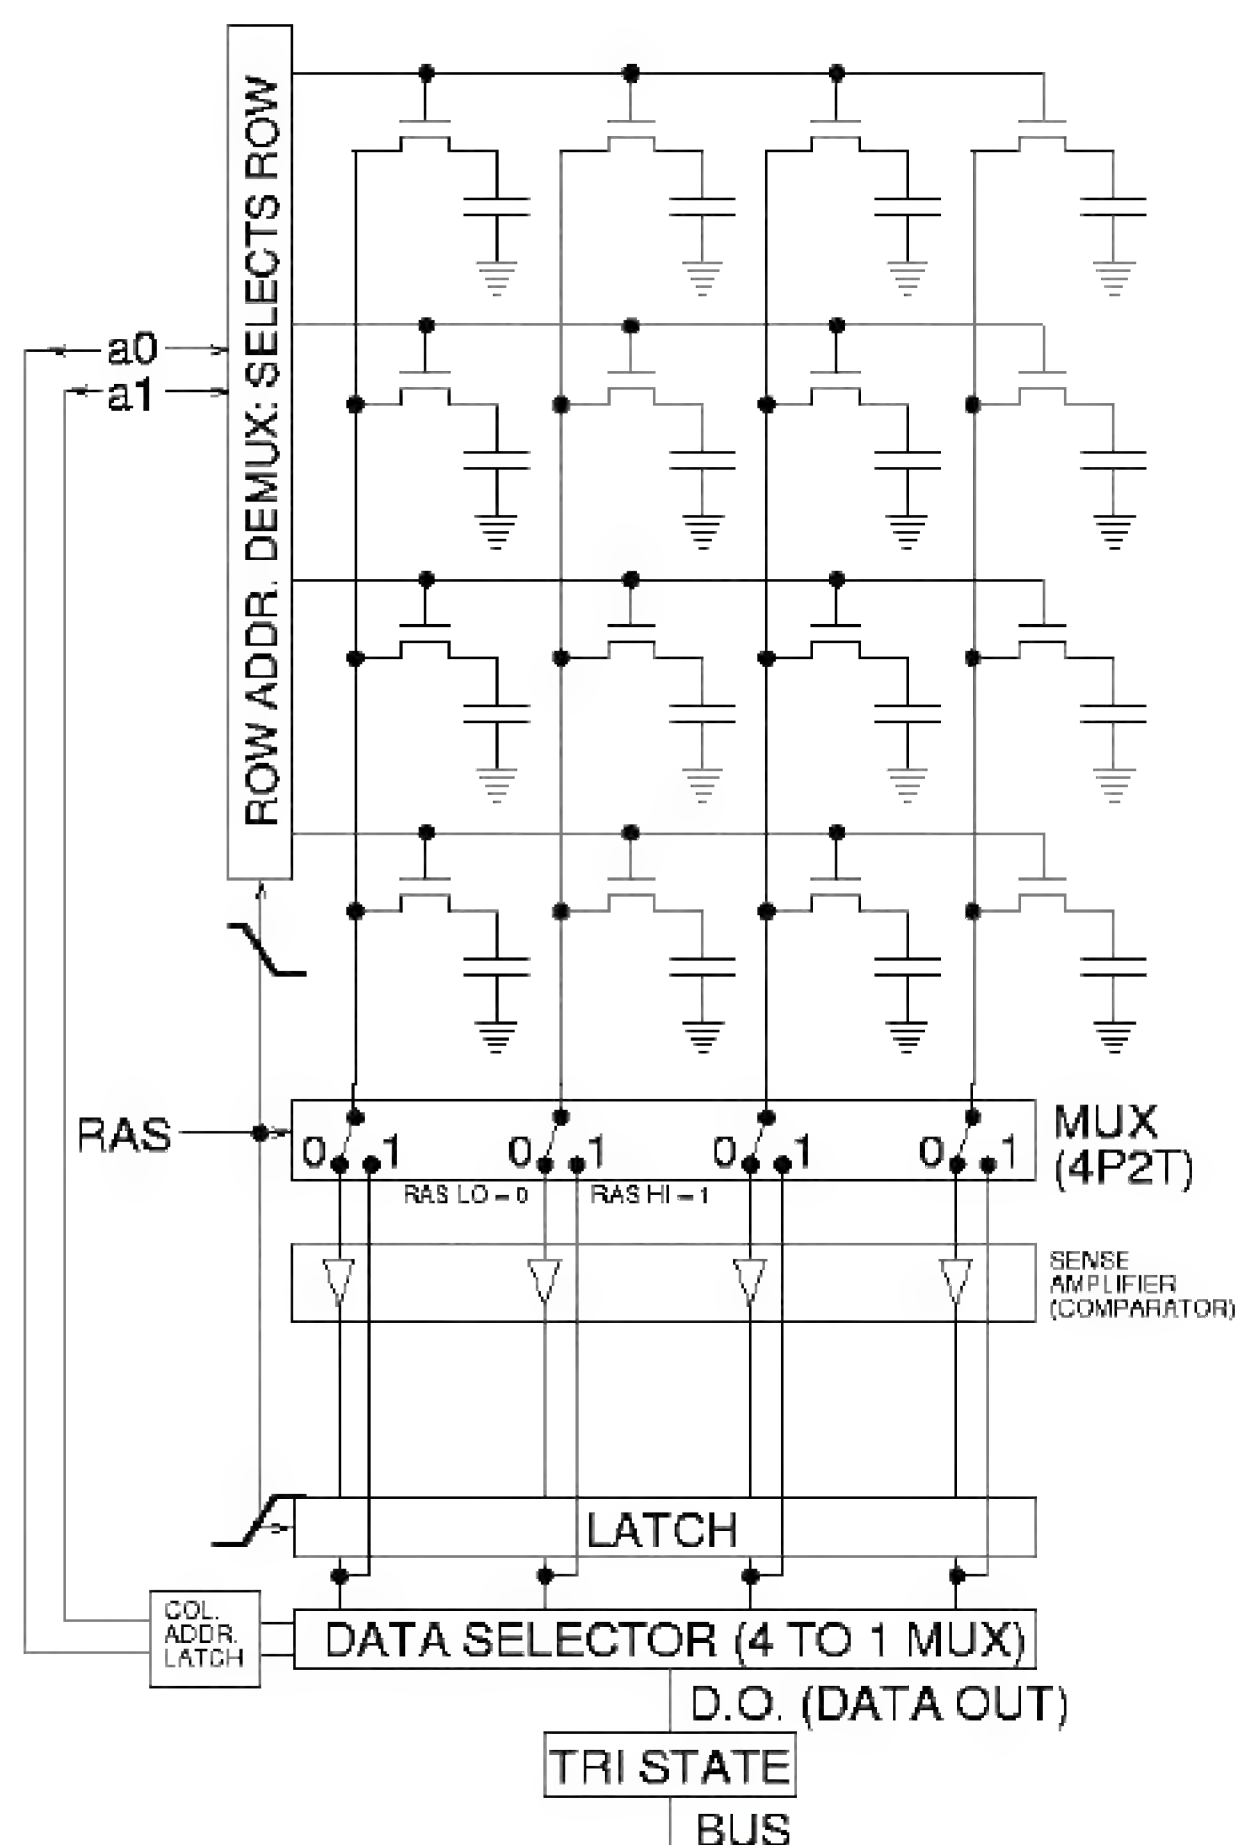 ROW ADDR. DEMUX: SELECTS ROW
a0
a1
RAS
0 1
0 1
0 1
0 1
MUX
(4P2T)
RAS LO = 0
RAS HI = 1
SENSE
AMPLIFIER
(COMPARATOR)
LATCH
COL.
ADDR.
LATCH
DATA SELECTOR (4 TO 1 MUX)
D.O. (DATA OUT)
TRI STATE
BUS